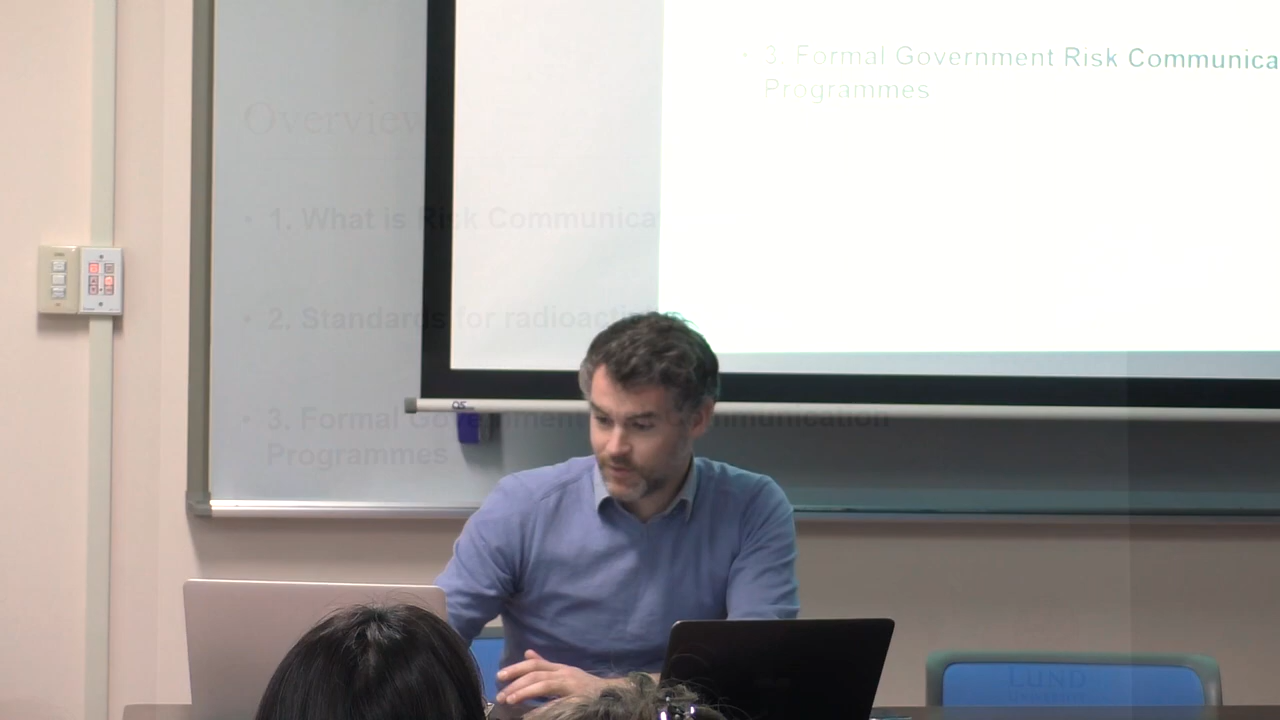 • 3. Formal Government Risk Communica
Programmes
Overview
• 1. What is Risk Communica
• 2. Standards for radioacti
• 3. Formal Government Communication
Programmes
LUND
UNIVERSITY